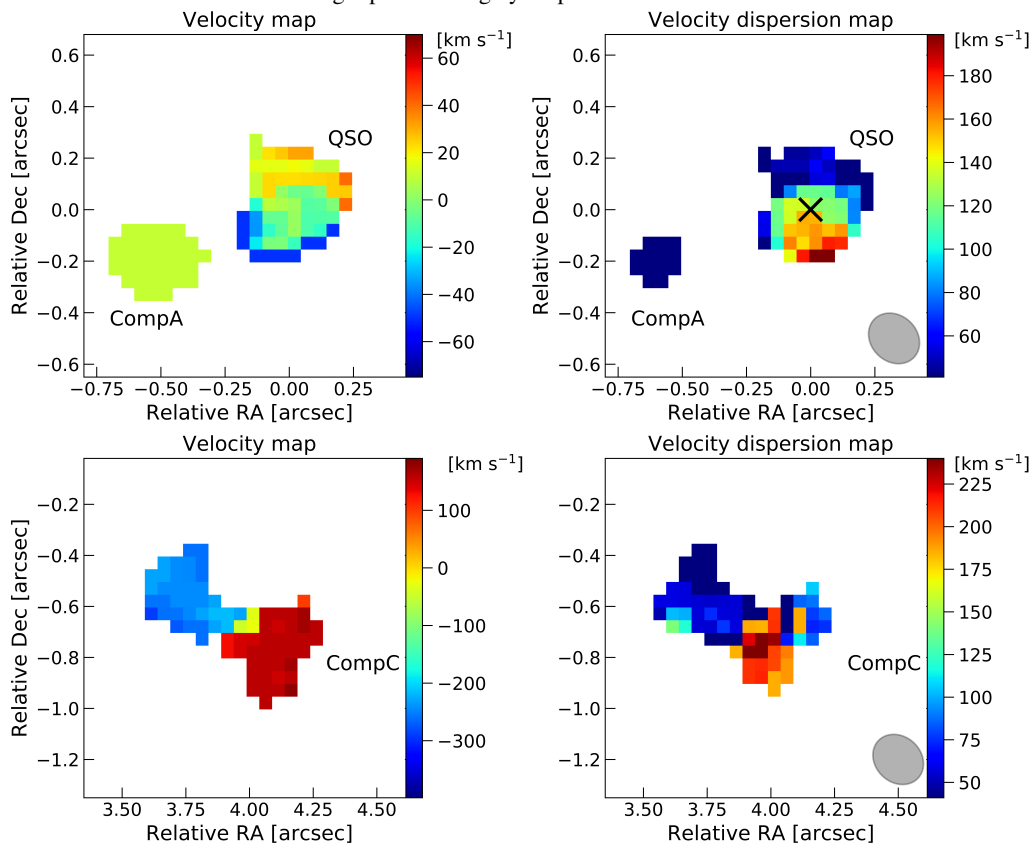 Velocity map
[km s⁻¹]
0.6
0.4
0.2
0.0
−0.2
−0.4
−0.6
Relative Dec [arcsec]
QSO
CompA
−0.75 −0.50 −0.25 0.00 0.25
Relative RA [arcsec]
60
40
20
0
−20
−40
−60
Velocity dispersion map
[km s⁻¹]
0.6
0.4
0.2
0.0
−0.2
−0.4
−0.6
Relative Dec [arcsec]
QSO
CompA
−0.75 −0.50 −0.25 0.00 0.25
Relative RA [arcsec]
180
160
140
120
100
80
60
Velocity map
[km s⁻¹]
−0.2
−0.4
−0.6
−0.8
−1.0
−1.2
Relative Dec [arcsec]
CompC
3.50 3.75 4.00 4.25 4.50
Relative RA [arcsec]
100
0
−100
−200
−300
Velocity dispersion map
[km s⁻¹]
−0.2
−0.4
−0.6
−0.8
−1.0
−1.2
Relative Dec [arcsec]
CompC
3.50 3.75 4.00 4.25 4.50
Relative RA [arcsec]
225
200
175
150
125
100
75
50